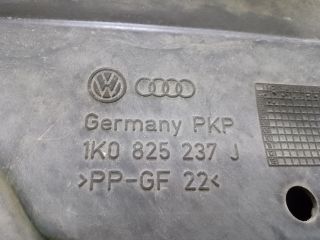 Germany PKP
1K0 825 237 J
>PP-GF 22<